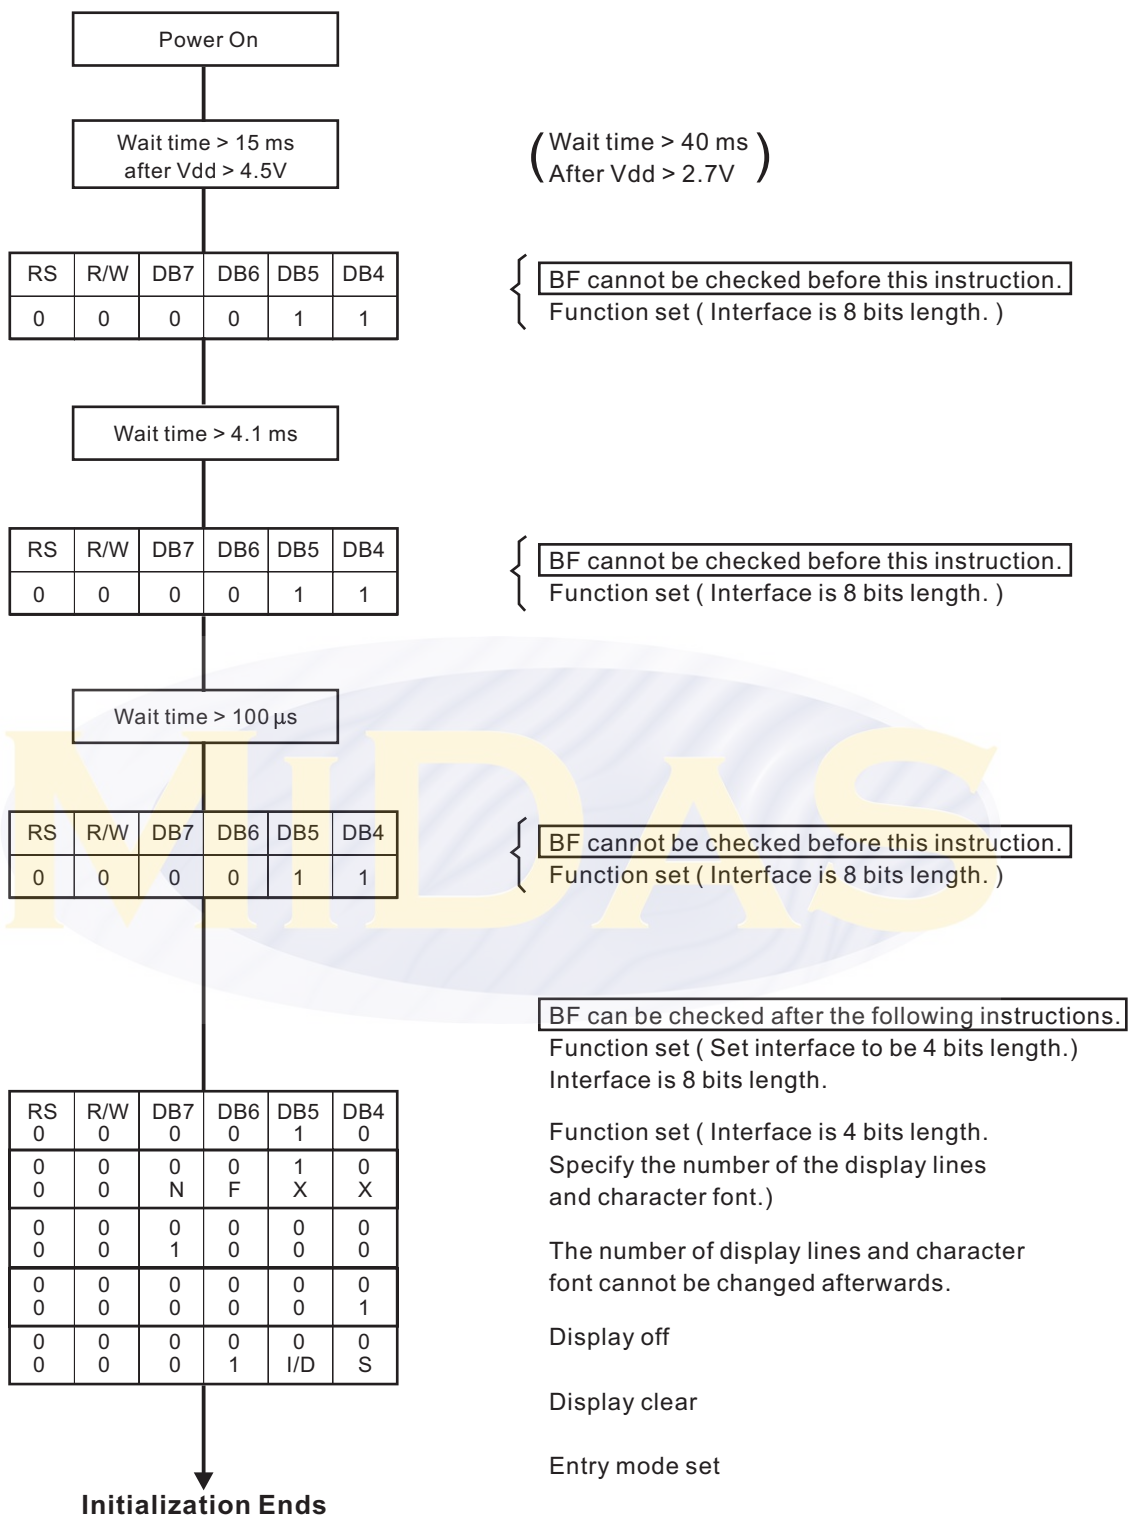 Power On
Wait time > 15 ms
after Vdd > 4.5V
(Wait time > 40 ms
After Vdd > 2.7V)
RS R/W DB7 DB6 DB5 DB4
0 0 0 0 1 1
BF cannot be checked before this instruction.
Function set ( Interface is 8 bits length. )
Wait time > 4.1 ms
RS R/W DB7 DB6 DB5 DB4
0 0 0 0 1 1
BF cannot be checked before this instruction.
Function set ( Interface is 8 bits length. )
Wait time > 100 µs
MIDAS
RS R/W DB7 DB6 DB5 DB4
0 0 0 0 1 1
BF cannot be checked before this instruction.
Function set ( Interface is 8 bits length. )
BF can be checked after the following instructions.
Function set ( Set interface to be 4 bits length.)
Interface is 8 bits length.
RS R/W DB7 DB6 DB5 DB4
0 0 0 0 1 0
0 0 0 0 1 0
0 0 N F X X
0 0 0 0 0 0
0 0 1 0 0 0
0 0 0 0 0 0
0 0 0 0 0 1
0 0 0 0 0 0
0 0 0 1 I/D S
Function set ( Interface is 4 bits length.
Specify the number of the display lines
and character font.)
The number of display lines and character
font cannot be changed afterwards.
Display off
Display clear
Entry mode set
Initialization Ends